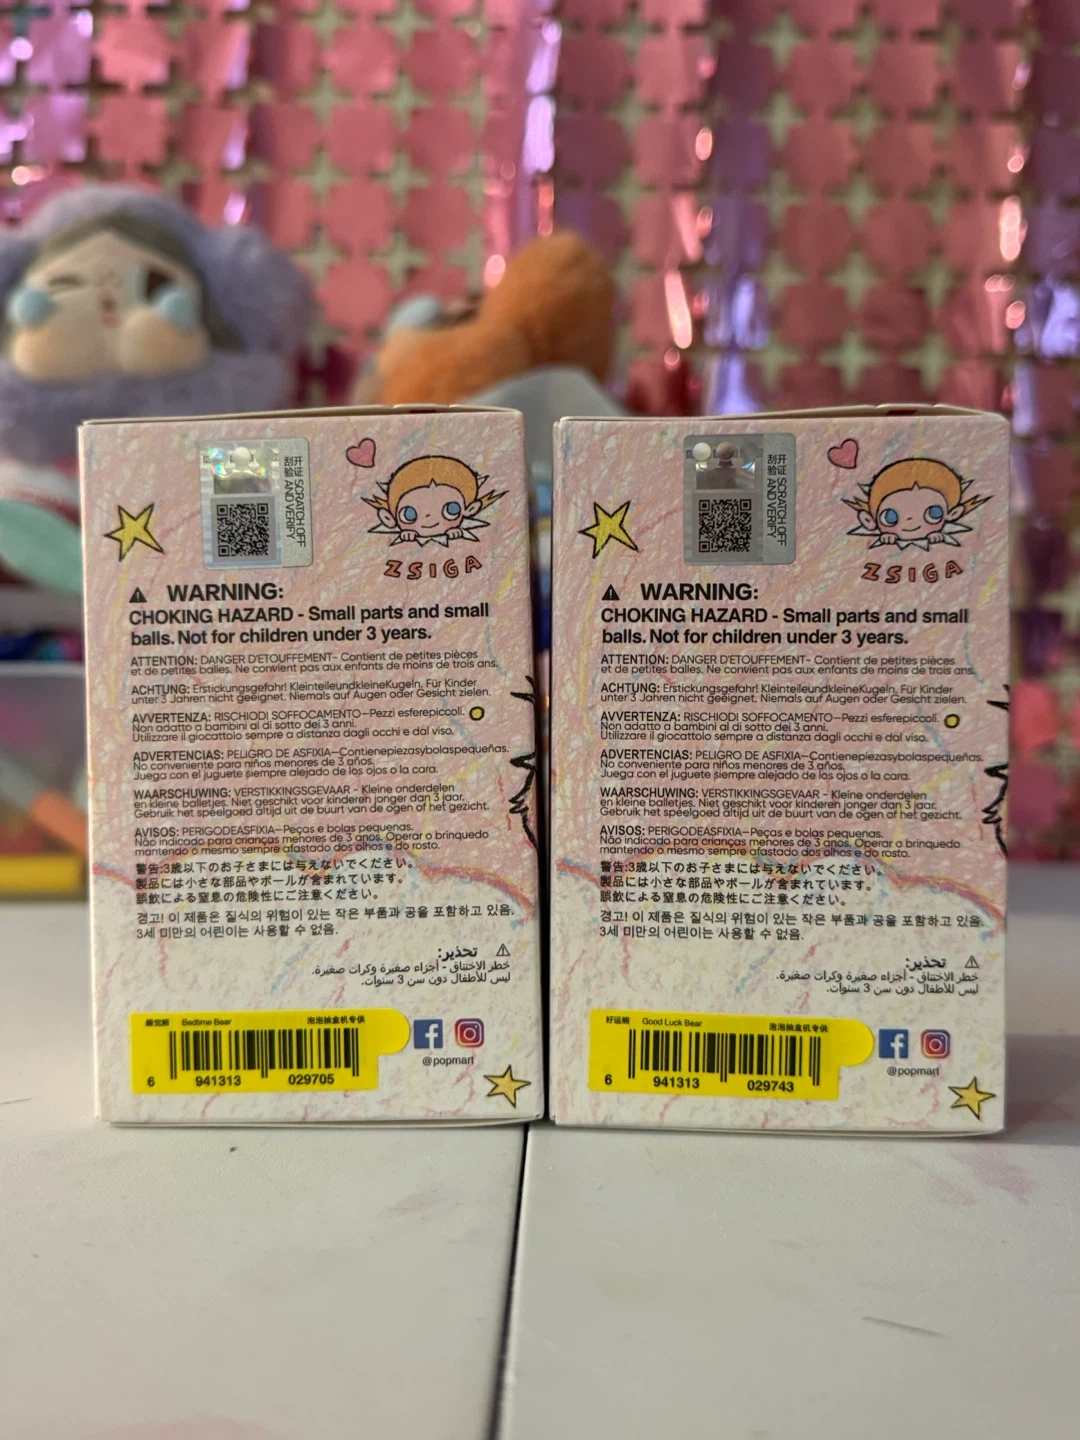 刮开
验证 SCRATCH OFF
AND VERIFY
ZSIGA
WARNING:
CHOKING HAZARD - Small parts and small
balls. Not for children under 3 years.
ATTENTION: DANGER D'ETOUFFEMENT- Contient de petites pièces
et de petites balles. Ne convient pas aux enfants de moins de trois ans.
ACHTUNG: Erstickungsgefahr! KleinteileundkleineKugeln. Für Kinder
unter 3 Jahren nicht geeignet. Niemals auf Augen oder Gesicht zielen.
AVVERTENZA: RISCHIODI SOFFOCAMENTO—Pezzi esferepiccoli.
Non adatto a bambini al di sotto dei 3 anni.
Utilizzare il giocattolo sempre a distanza dagli occhi e dal viso.
ADVERTENCIAS: PELIGRO DE ASFIXIA—Contienepiezasybolaspequeñas.
No conveniente para niños menores de 3 años.
Juega con el juguete siempre alejado de los ojos o la cara.
WAARSCHUWING: VERSTIKKINGSGEVAAR - Kleine onderdelen
en kleine balletjes. Niet geschikt voor kinderen jonger dan 3 jaar.
Gebruik het speelgoed altijd uit de buurt van de ogen of het gezicht.
AVISOS: PERIGODEASFIXIA—Peças e bolas pequenas.
Não indicado para crianças menores de 3 anos. Operar o brinquedo
mantendo o mesmo sempre afastado dos olhos e do rosto.
警告:3歳以下のお子さまには与えないでください。
製品には小さな部品やボールが含まれています。
誤飲による窒息の危険性にご注意ください。
경고! 이 제품은 질식의 위험이 있는 작은 부품과 공을 포함하고 있음.
3세 미만의 어린이는 사용할 수 없음.
تحذير:
خطر الاختناق - أجزاء صغيرة وكرات صغيرة.
ليس للأطفال دون سن 3 سنوات.
睡觉熊 Bedtime Bear 泡泡抽盒机专供
6 941313 029705
@popmart
刮开
验证 SCRATCH OFF
AND VERIFY
ZSIGA
WARNING:
CHOKING HAZARD - Small parts and small
balls. Not for children under 3 years.
ATTENTION: DANGER D'ETOUFFEMENT- Contient de petites pièces
et de petites balles. Ne convient pas aux enfants de moins de trois ans.
ACHTUNG: Erstickungsgefahr! KleinteileundkleineKugeln. Für Kinder
unter 3 Jahren nicht geeignet. Niemals auf Augen oder Gesicht zielen.
AVVERTENZA: RISCHIODI SOFFOCAMENTO—Pezzi esferepiccoli.
Non adatto a bambini al di sotto dei 3 anni.
Utilizzare il giocattolo sempre a distanza dagli occhi e dal viso.
ADVERTENCIAS: PELIGRO DE ASFIXIA—Contienepiezasybolaspequeñas.
No conveniente para niños menores de 3 años.
Juega con el juguete siempre alejado de los ojos o la cara.
WAARSCHUWING: VERSTIKKINGSGEVAAR - Kleine onderdelen
en kleine balletjes. Niet geschikt voor kinderen jonger dan 3 jaar.
Gebruik het speelgoed altijd uit de buurt van de ogen of het gezicht.
AVISOS: PERIGODEASFIXIA—Peças e bolas pequenas.
Não indicado para crianças menores de 3 anos. Operar o brinquedo
mantendo o mesmo sempre afastado dos olhos e do rosto.
警告:3歳以下のお子さまには与えないでください。
製品には小さな部品やボールが含まれています。
誤飲による窒息の危険性にご注意ください。
경고! 이 제품은 질식의 위험이 있는 작은 부품과 공을 포함하고 있음.
3세 미만의 어린이는 사용할 수 없음.
تحذير:
خطر الاختناق - أجزاء صغيرة وكرات صغيرة.
ليس للأطفال دون سن 3 سنوات.
好运熊 Good Luck Bear 泡泡抽盒机专供
6 941313 029743
@popmart